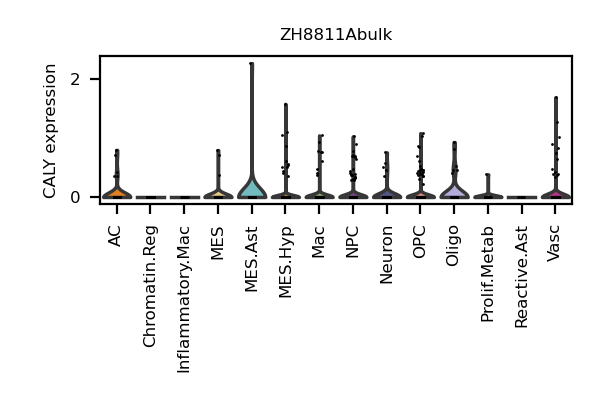 ZH8811Abulk
CALY expression
2
0
AC
Chromatin.Reg
Inflammatory.Mac
MES
MES.Ast
MES.Hyp
Mac
NPC
Neuron
OPC
Oligo
Prolif.Metab
Reactive.Ast
Vasc